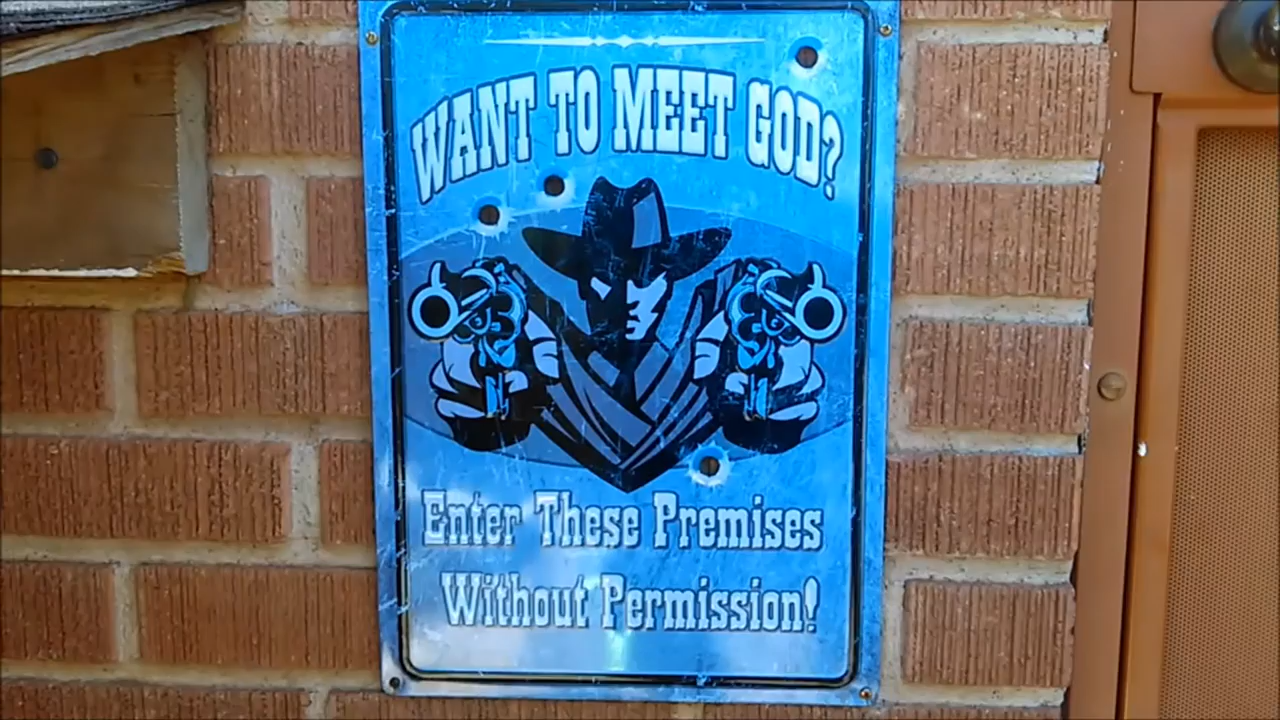 WANT TO MEET GOD?
Enter These Premises
Without Permission!